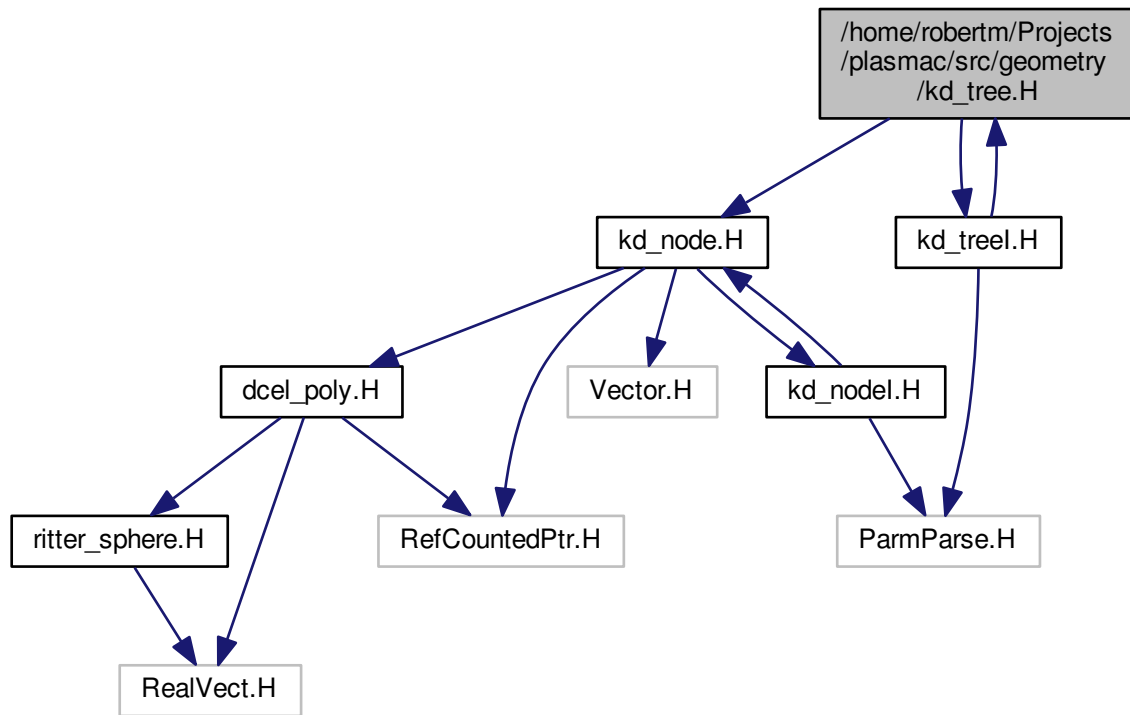 /home/robertm/Projects
/plasmac/src/geometry
/kd_tree.H
kd_node.H
kd_treeI.H
dcel_poly.H
Vector.H
kd_nodeI.H
ritter_sphere.H
RefCountedPtr.H
ParmParse.H
RealVect.H